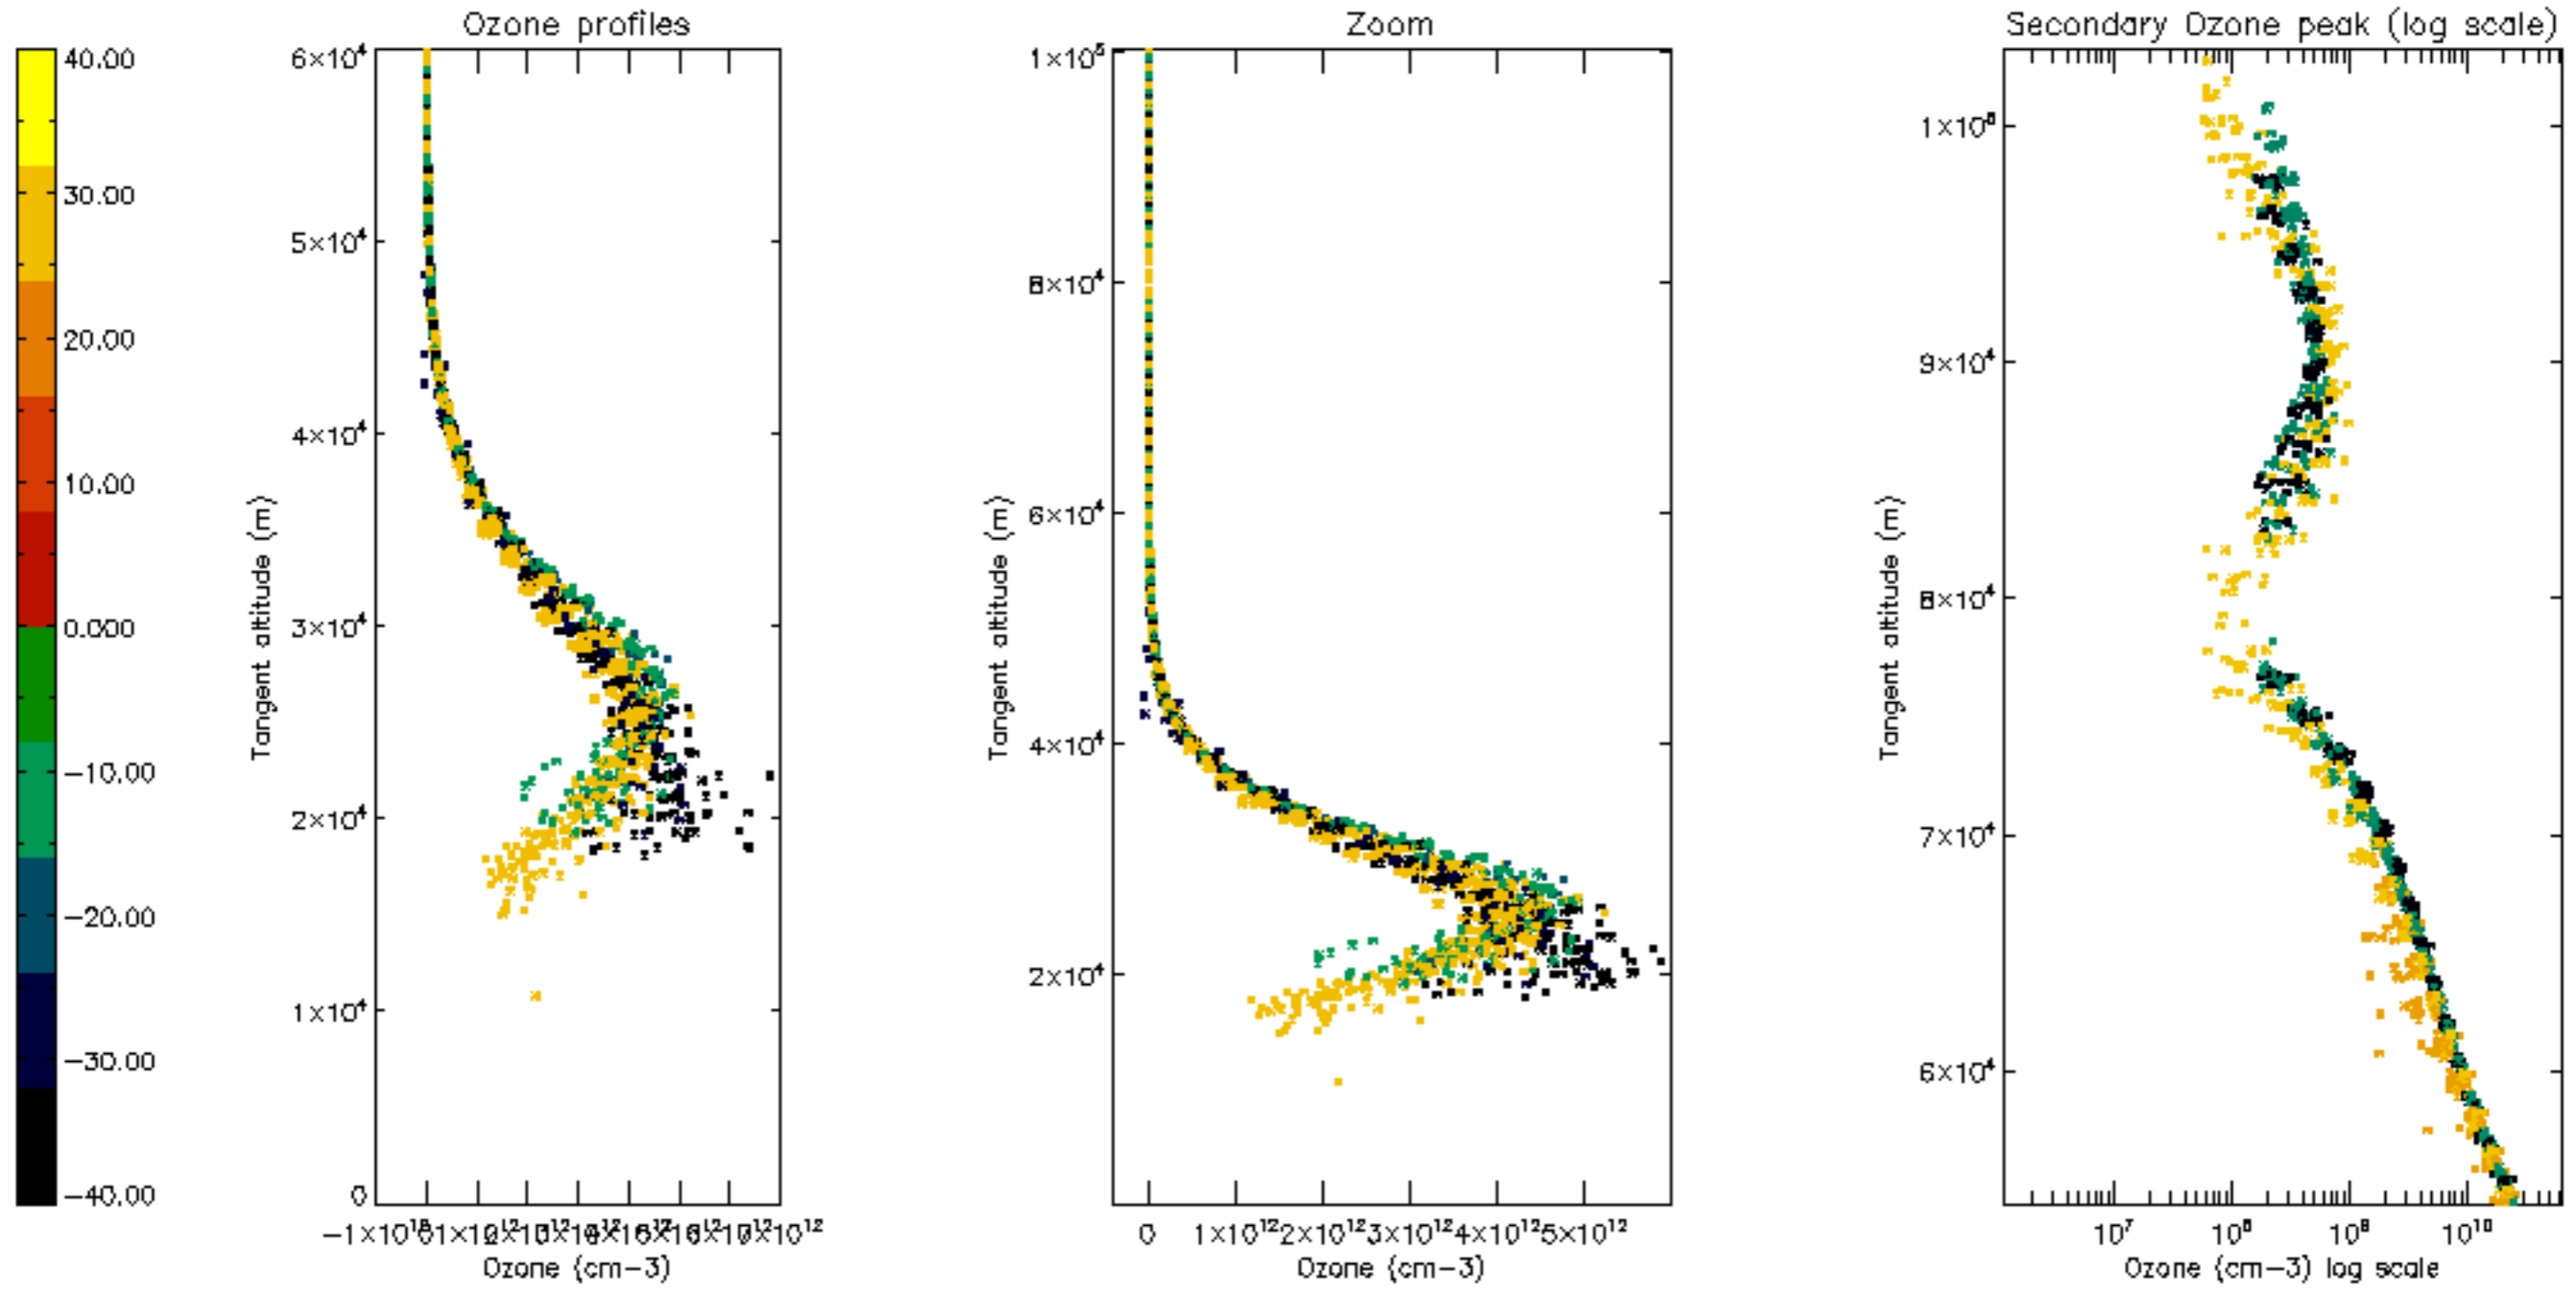 Ozone profiles
Zoom
Secondary Ozone peak (log scale)
40.00
30.00
20.00
10.00
0.000
−10.00
−20.00
−30.00
−40.00
Tangent altitude (m)
6×10⁴
5×10⁴
4×10⁴
3×10⁴
2×10⁴
1×10⁴
0
Ozone (cm−3)
Tangent altitude (m)
1×10⁵
8×10⁴
6×10⁴
4×10⁴
2×10⁴
0 1×10¹² 2×10¹² 3×10¹² 4×10¹² 5×10¹²
Ozone (cm−3)
Tangent altitude (m)
1×10⁵
9×10⁴
8×10⁴
7×10⁴
6×10⁴
10⁷ 10⁸ 10⁹ 10¹⁰
Ozone (cm−3) log scale